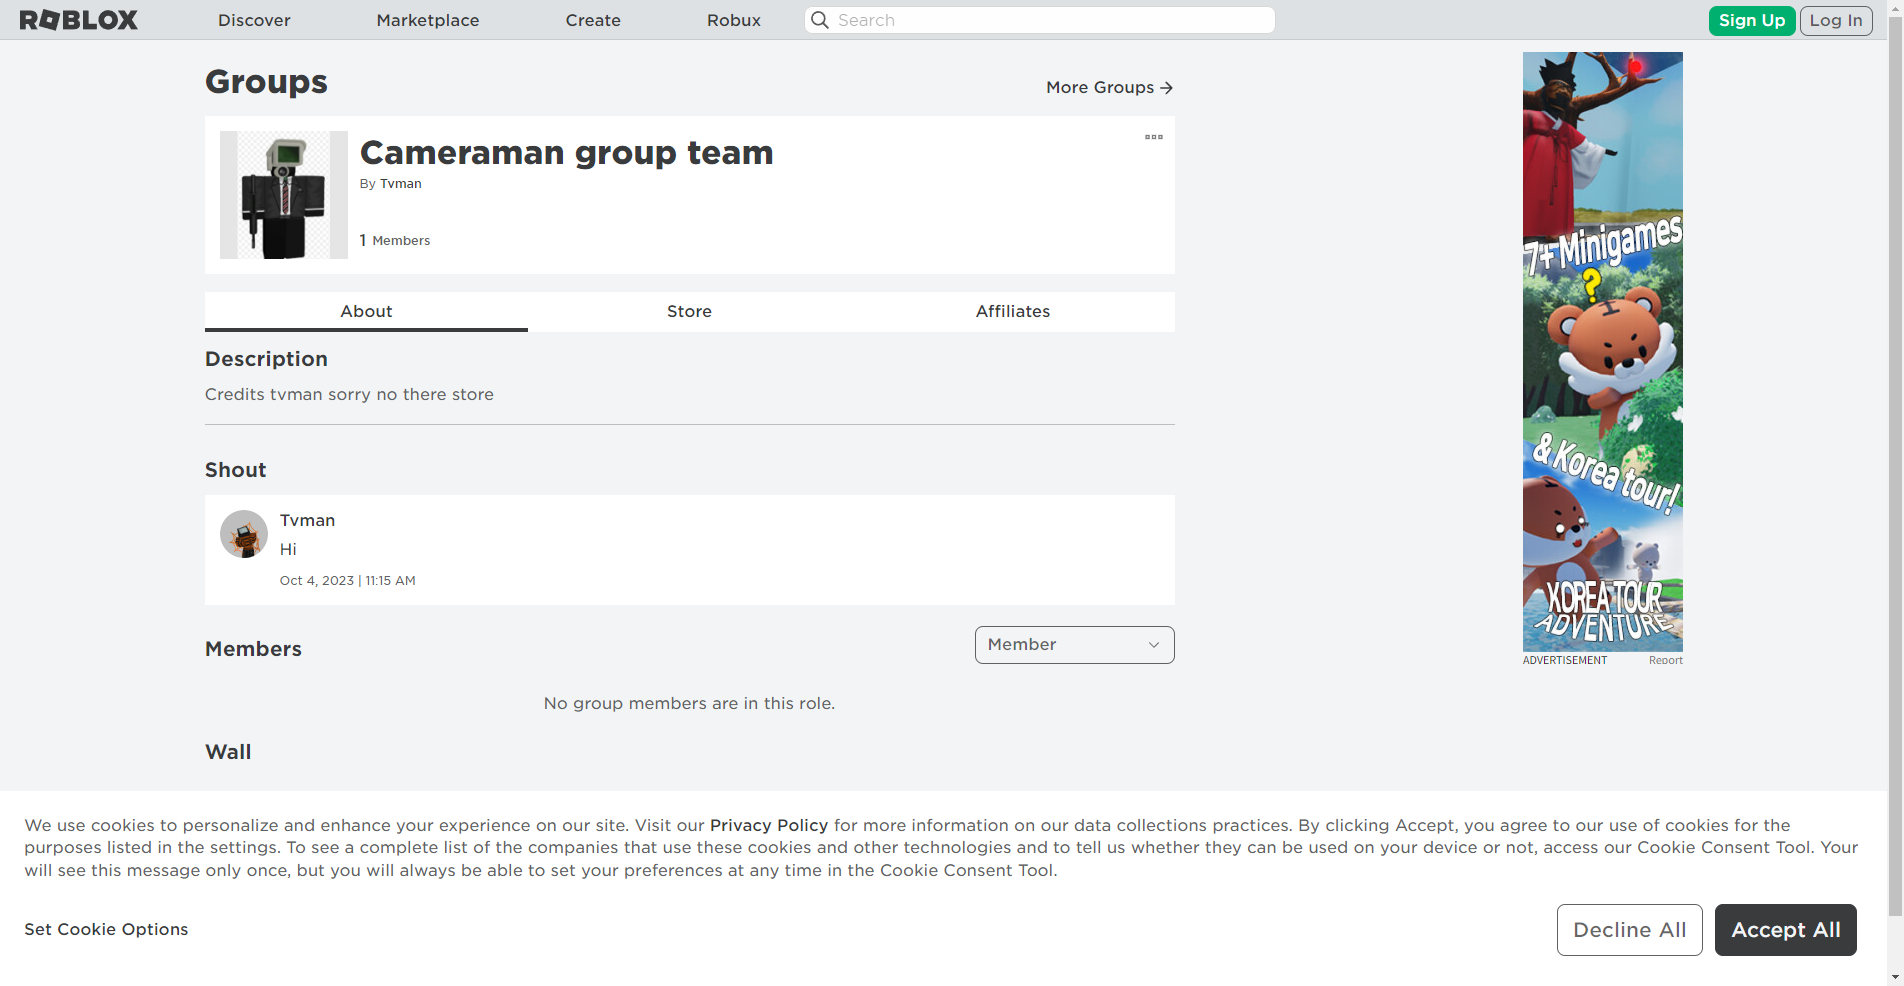 ROBLOX
Discover
Marketplace
Create
Robux
Search
Sign Up
Log In
Groups
More Groups
Cameraman group team
By Tvman
1 Members
About
Store
Affiliates
Description
Credits tvman sorry no there store
Shout
Tvman
Hi
Oct 4, 2023 | 11:15 AM
Members
Member
No group members are in this role.
Wall
7+ Minigames
?
& Korea tour!
KOREA TOUR
ADVENTURE
ADVERTISEMENT
Report
We use cookies to personalize and enhance your experience on our site. Visit our Privacy Policy for more information on our data collections practices. By clicking Accept, you agree to our use of cookies for the
purposes listed in the settings. To see a complete list of the companies that use these cookies and other technologies and to tell us whether they can be used on your device or not, access our Cookie Consent Tool. Your
will see this message only once, but you will always be able to set your preferences at any time in the Cookie Consent Tool.
Set Cookie Options
Decline All
Accept All